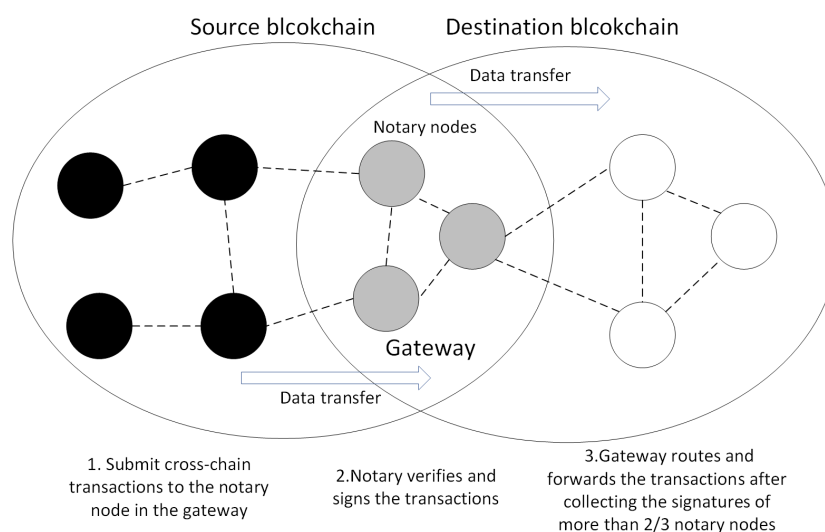 Source blcokchain
Destination blcokchain
Data transfer
Notary nodes
Gateway
Data transfer
1. Submit cross-chain
transactions to the notary
node in the gateway
2.Notary verifies and
signs the transactions
3.Gateway routes and
forwards the transactions after
collecting the signatures of
more than 2/3 notary nodes